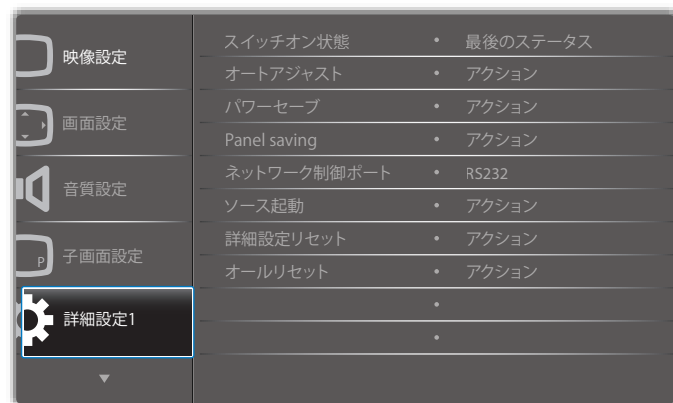 映像設定
画面設定
音質設定
P 子画面設定
詳細設定1
▼
スイッチオン状態 • 最後のステータス
オートアジャスト • アクション
パワーセーブ • アクション
Panel saving • アクション
ネットワーク制御ポート • RS232
ソース起動 • アクション
詳細設定リセット • アクション
オールリセット • アクション
•
•